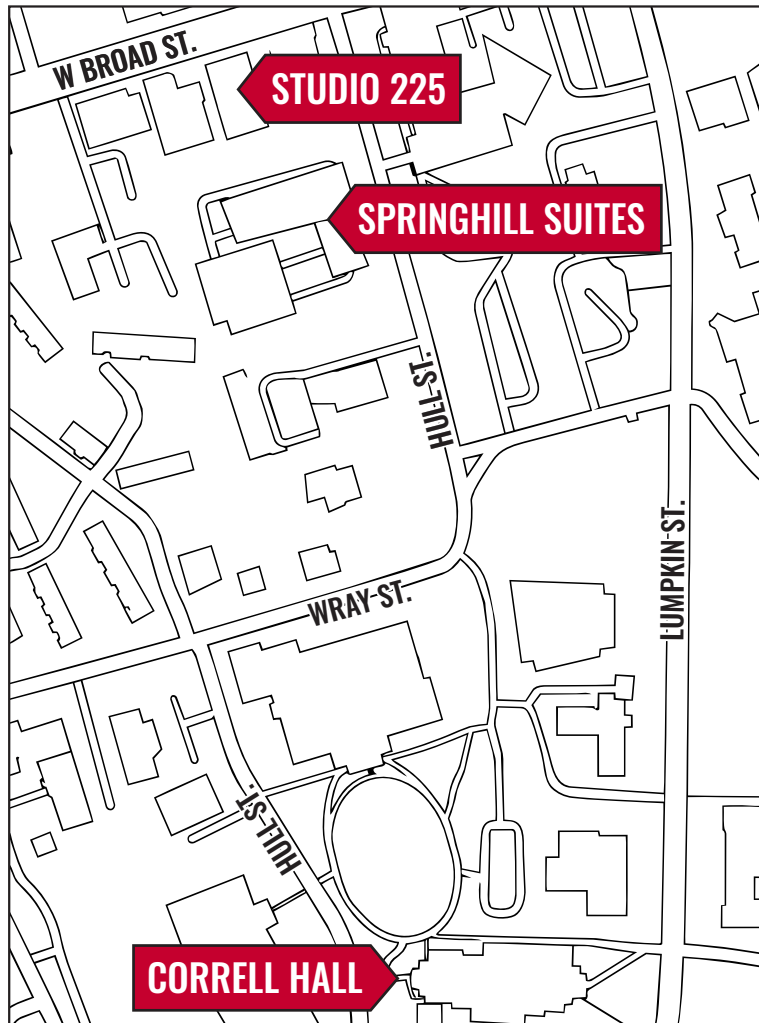 W BROAD ST.
STUDIO 225
SPRINGHILL SUITES
HULL ST.
LUMPKIN ST.
WRAY ST.
HULL ST.
CORRELL HALL